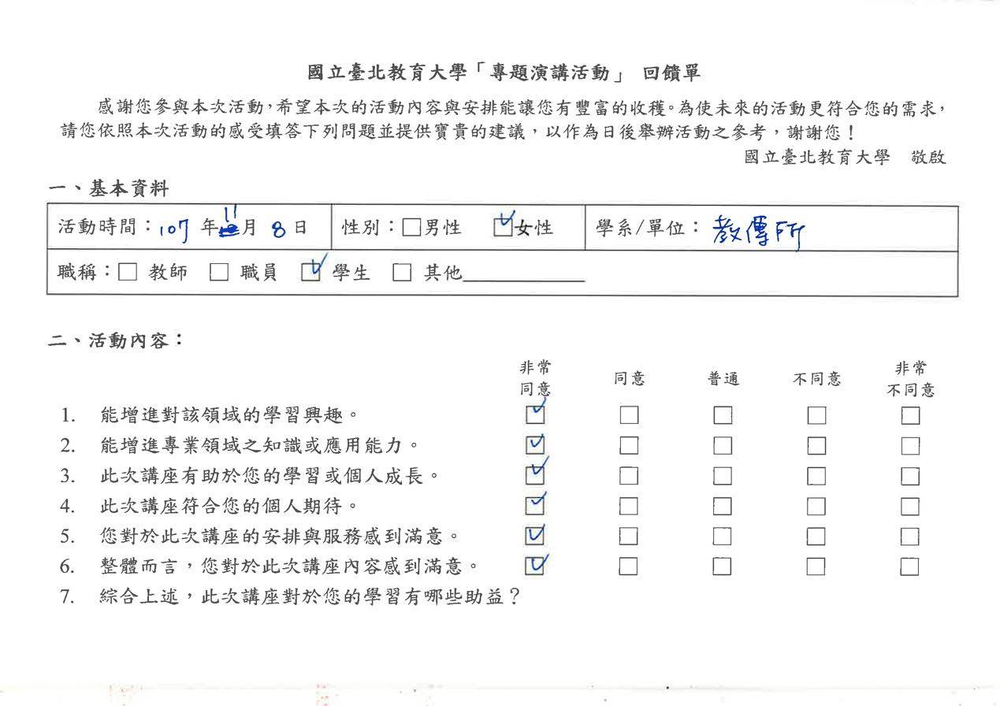 國立臺北教育大學「專題演講活動」 回饋單
感謝您參與本次活動,希望本次的活動內容與安排能讓您有豐富的收穫。為使未來的活動更符合您的需求,
請您依照本次活動的感受填答下列問題並提供寶貴的建議,以作為日後舉辦活動之參考,謝謝您!
國立臺北教育大學 敬啟
一、基本資料
活動時間:107 年 11 月 8 日 性別:□男性 ☑女性 學系/單位: 教傳所
職稱:□ 教師 □ 職員 ☑ 學生 □ 其他____________
二、活動內容:
非常同意 同意 普通 不同意 非常不同意
1. 能增進對該領域的學習興趣。 ☑ □ □ □ □
2. 能增進專業領域之知識或應用能力。 ☑ □ □ □ □
3. 此次講座有助於您的學習或個人成長。 ☑ □ □ □ □
4. 此次講座符合您的個人期待。 ☑ □ □ □ □
5. 您對於此次講座的安排與服務感到滿意。 ☑ □ □ □ □
6. 整體而言,您對於此次講座內容感到滿意。 ☑ □ □ □ □
7. 綜合上述,此次講座對於您的學習有哪些助益?